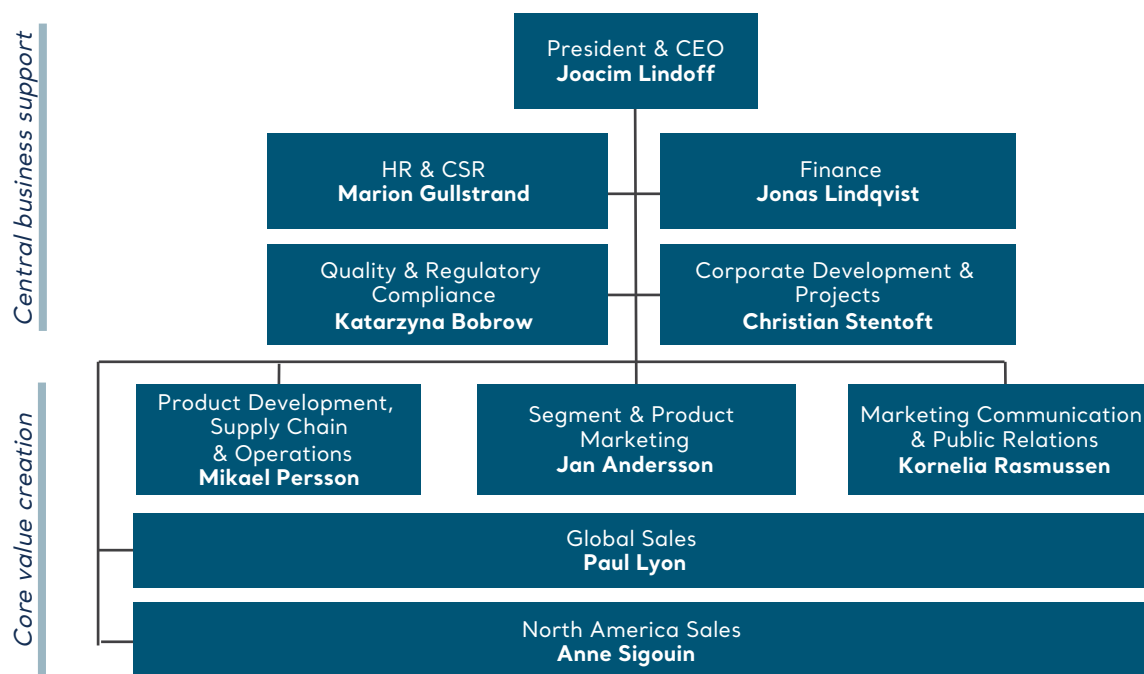 Central business support
President & CEO
Joacim Lindoff
HR & CSR
Marion Gullstrand
Finance
Jonas Lindqvist
Quality & Regulatory
Compliance
Katarzyna Bobrow
Corporate Development &
Projects
Christian Stentoft
Core value creation
Product Development,
Supply Chain
& Operations
Mikael Persson
Segment & Product
Marketing
Jan Andersson
Marketing Communication
& Public Relations
Kornelia Rasmussen
Global Sales
Paul Lyon
North America Sales
Anne Sigouin